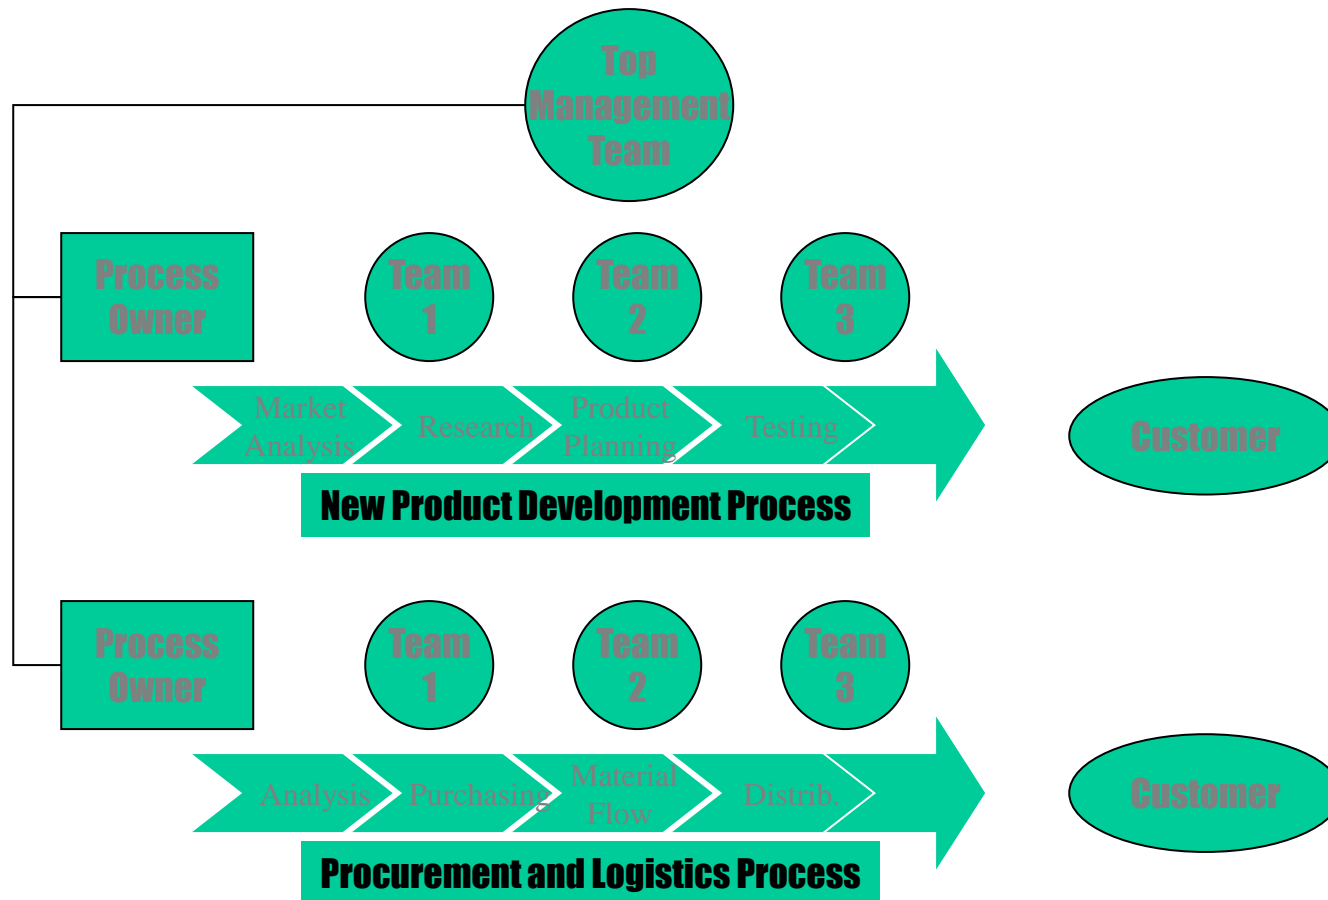 Top
Management
Team
Process
Owner
Team
1
Team
2
Team
3
Market
Analysis
Research
Product
Planning
Testing
Customer
New Product Development Process
Process
Owner
Team
1
Team
2
Team
3
Analysis
Purchasing
Material
Flow
Distrib.
Customer
Procurement and Logistics Process